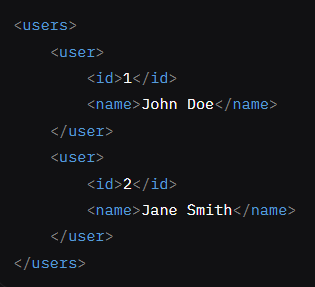 <users>
    <user>
        <id>1</id>
        <name>John Doe</name>
    </user>
    <user>
        <id>2</id>
        <name>Jane Smith</name>
    </user>
</users>